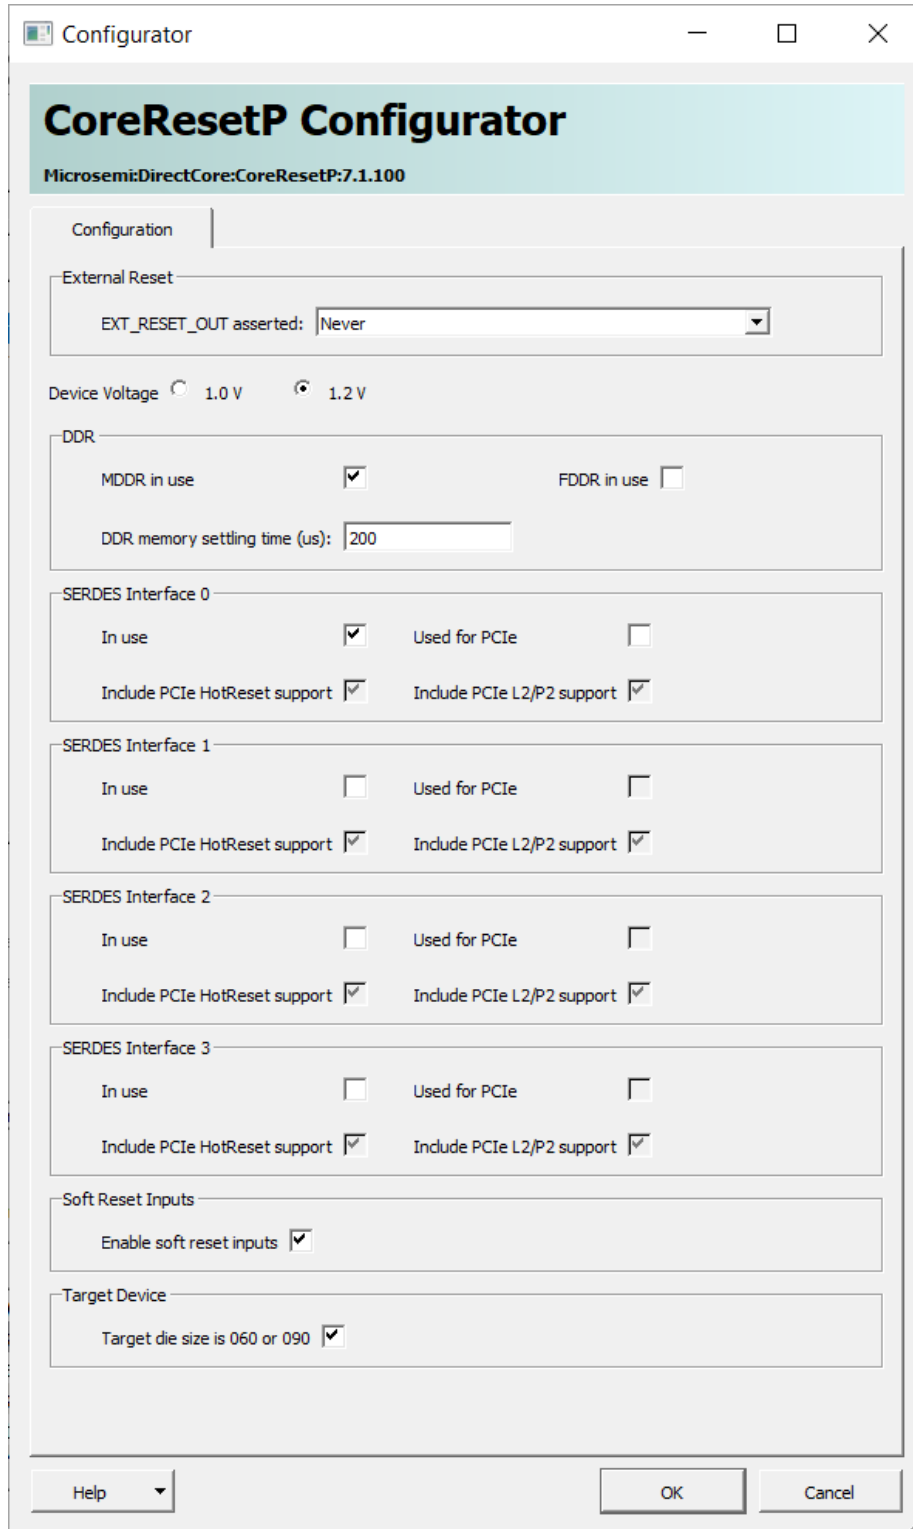 Configurator
CoreResetP Configurator
Microsemi:DirectCore:CoreResetP:7.1.100
Configuration
External Reset
EXT_RESET_OUT asserted: Never
Device Voltage 1.0 V 1.2 V
DDR
MDDR in use FDDR in use
DDR memory settling time (us): 200
SERDES Interface 0
In use Used for PCIe
Include PCIe HotReset support Include PCIe L2/P2 support
SERDES Interface 1
In use Used for PCIe
Include PCIe HotReset support Include PCIe L2/P2 support
SERDES Interface 2
In use Used for PCIe
Include PCIe HotReset support Include PCIe L2/P2 support
SERDES Interface 3
In use Used for PCIe
Include PCIe HotReset support Include PCIe L2/P2 support
Soft Reset Inputs
Enable soft reset inputs
Target Device
Target die size is 060 or 090
Help OK Cancel